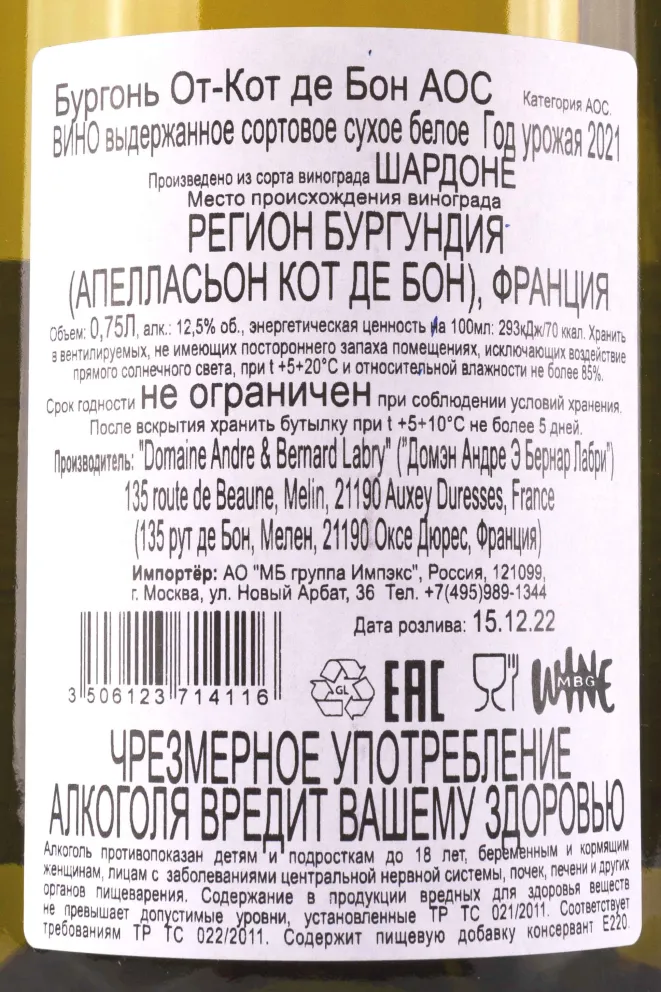 Бургонь От-Кот де Бон АОС Категория АОС.
ВИНО выдержанное сортовое сухое белое Год урожая 2021
Произведено из сорта винограда ШАРДОНЕ
Место происхождения винограда
РЕГИОН БУРГУНДИЯ
(АПЕЛЛАСЬОН КОТ ДЕ БОН), ФРАНЦИЯ
Объем: 0,75Л, алк.: 12,5% об., энергетическая ценность на 100мл: 293кДж/70 ккал. Хранить
в вентилируемых, не имеющих постороннего запаха помещениях, исключающих воздействие
прямого солнечного света, при t +5+20°С и относительной влажности не более 85%.
Срок годности не ограничен при соблюдении условий хранения.
После вскрытия хранить бутылку при t +5+10°С не более 5 дней.
Производитель: "Domaine Andre & Bernard Labry" ("Домэн Андре Э Бернар Лабри")
135 route de Beaune, Melin, 21190 Auxey Duresses, France
(135 рут де Бон, Мелен, 21190 Оксе Дюрес, Франция)
Импортёр: АО "МБ группа Импэкс", Россия, 121099,
г. Москва, ул. Новый Арбат, 36 Тел. +7(495)989-1344
Дата розлива: 15.12.22
3 506123 714116
GL
EAC
WINE
MBG
ЧРЕЗМЕРНОЕ УПОТРЕБЛЕНИЕ
АЛКОГОЛЯ ВРЕДИТ ВАШЕМУ ЗДОРОВЬЮ
Алкоголь противопоказан детям и подросткам до 18 лет, беременным и кормящим
женщинам, лицам с заболеваниями центральной нервной системы, почек, печени и других
органов пищеварения. Содержание в продукции вредных для здоровья веществ
не превышает допустимые уровни, установленные ТР ТС 021/2011. Соответствует
требованиям ТР ТС 022/2011. Содержит пищевую добавку консервант Е220.